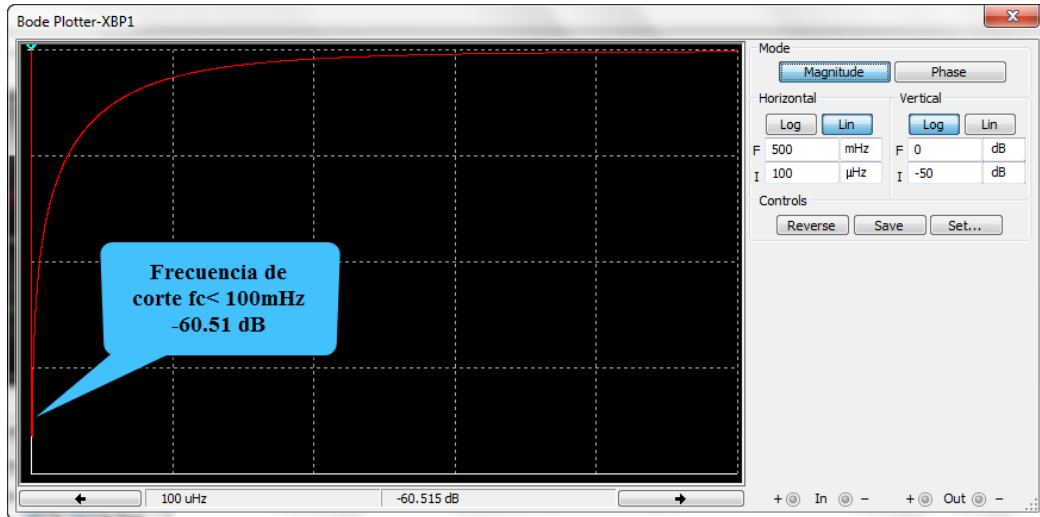 Bode Plotter-XBP1
Mode
Magnitude Phase
Horizontal Vertical
Log Lin Log Lin
F 500 mHz F 0 dB
I 100 µHz I -50 dB
Controls
Reverse Save Set...
Frecuencia de
corte fc< 100mHz
-60.51 dB
100 uHz -60.515 dB
+ In - + Out -